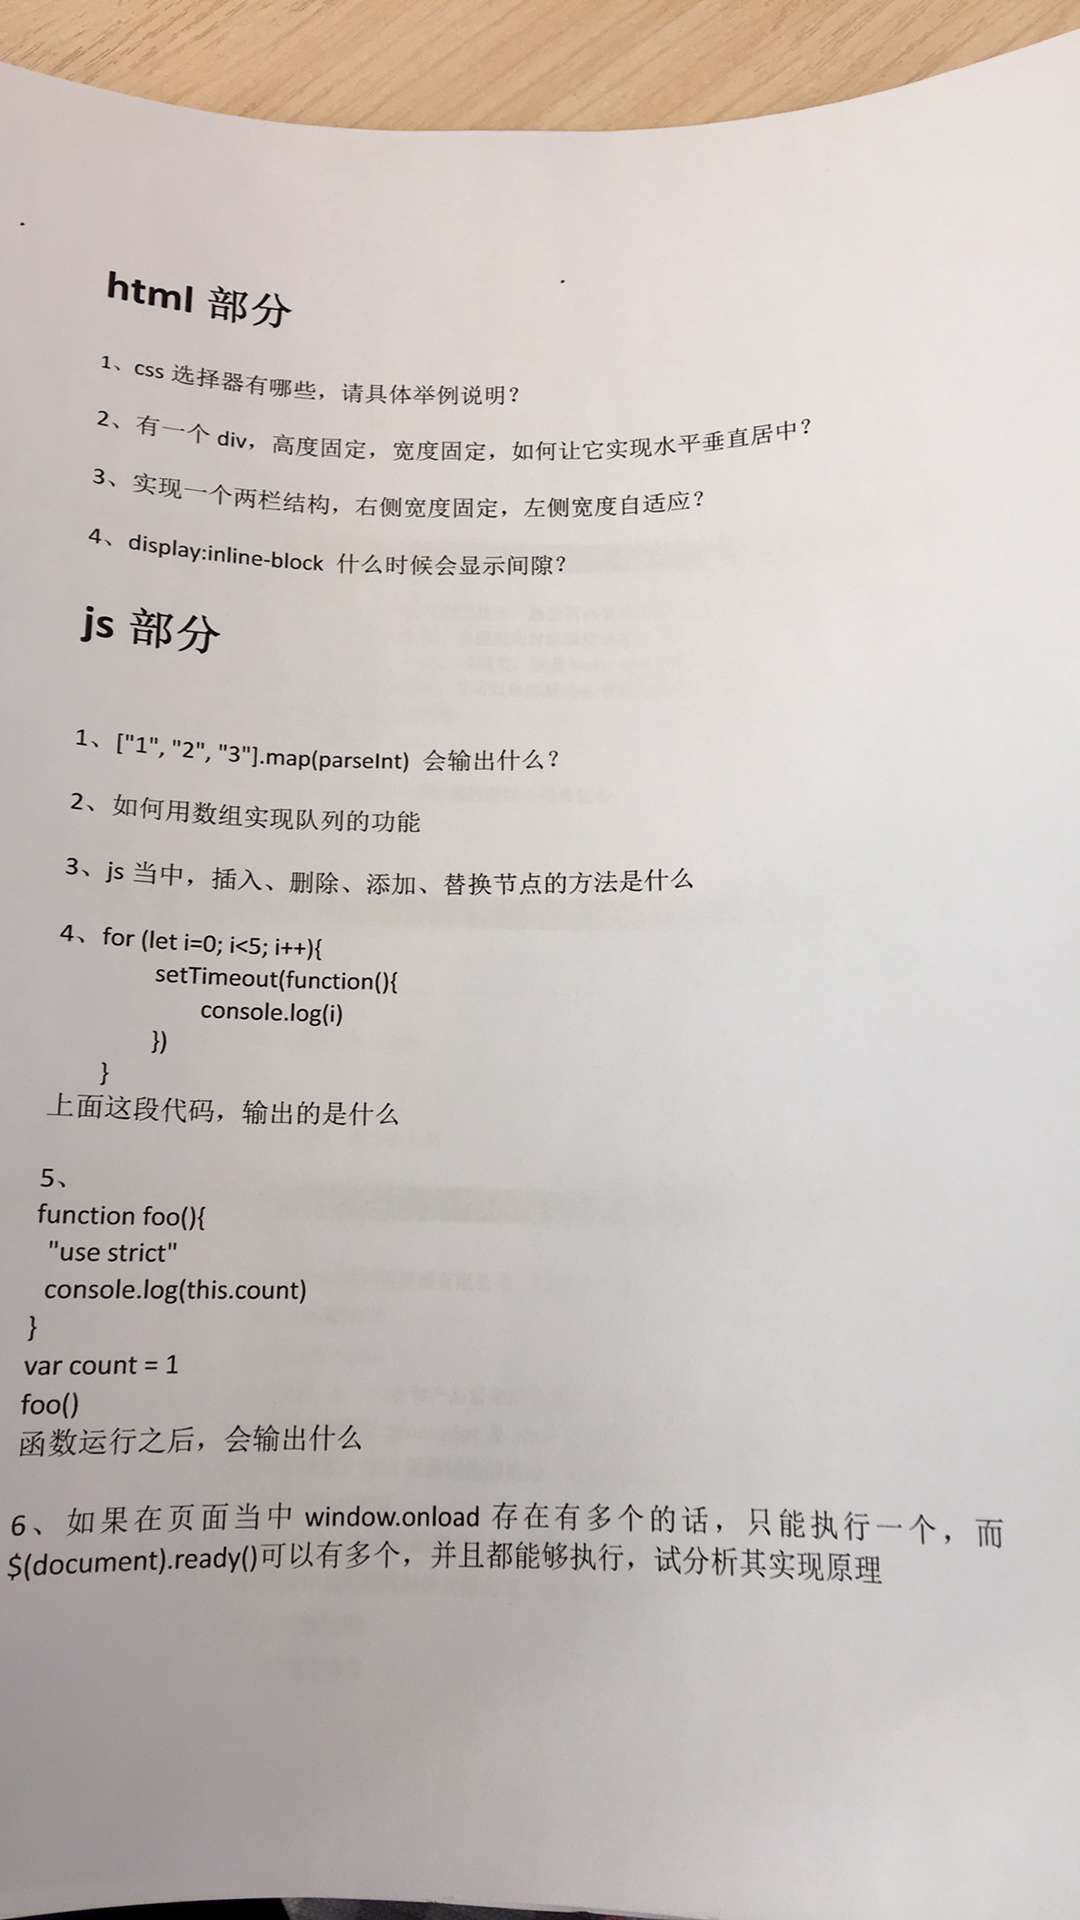 html 部分
1、css 选择器有哪些，请具体举例说明？
2、有一个 div，高度固定，宽度固定，如何让它实现水平垂直居中？
3、实现一个两栏结构，右侧宽度固定，左侧宽度自适应？
4、display:inline-block 什么时候会显示间隙？
js 部分
1、["1", "2", "3"].map(parseInt) 会输出什么？
2、如何用数组实现队列的功能
3、js 当中，插入、删除、添加、替换节点的方法是什么
4、for (let i=0; i<5; i++){
setTimeout(function(){
console.log(i)
})
}
上面这段代码，输出的是什么
5、
function foo(){
"use strict"
console.log(this.count)
}
var count = 1
foo()
函数运行之后，会输出什么
6、如果在页面当中 window.onload 存在有多个的话，只能执行一个，而
$(document).ready()可以有多个，并且都能够执行，试分析其实现原理